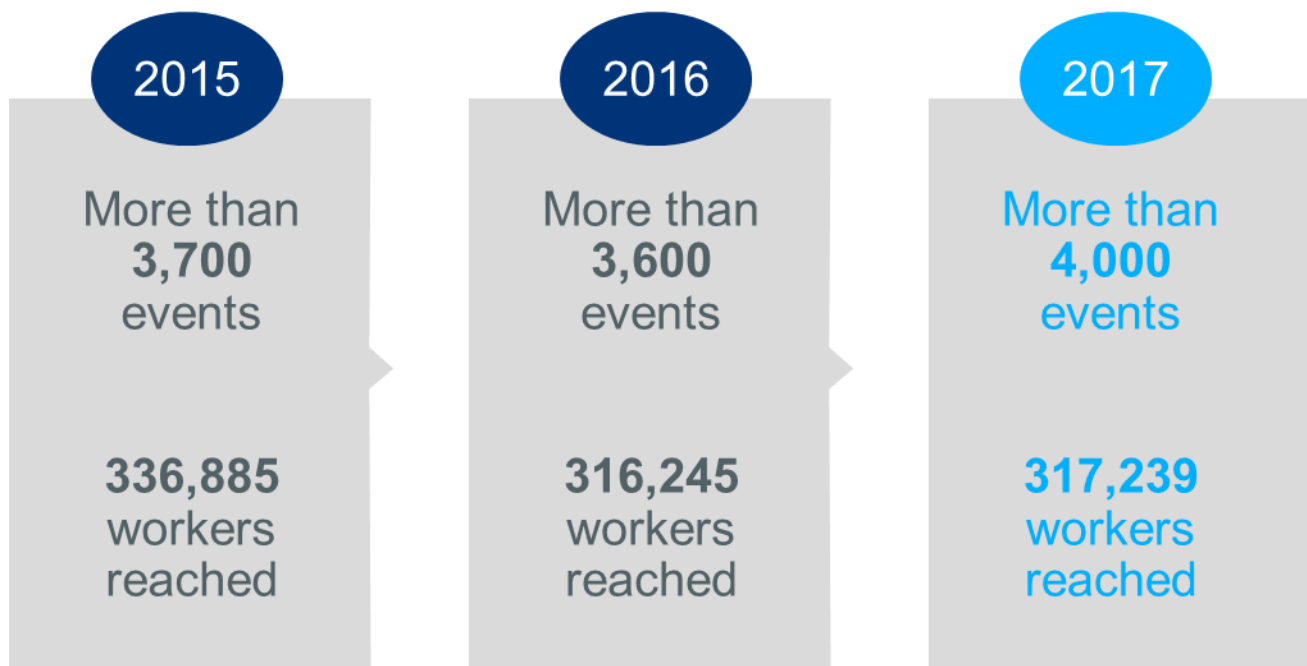 2015
More than
3,700
events
336,885
workers
reached
2016
More than
3,600
events
316,245
workers
reached
2017
More than
4,000
events
317,239
workers
reached